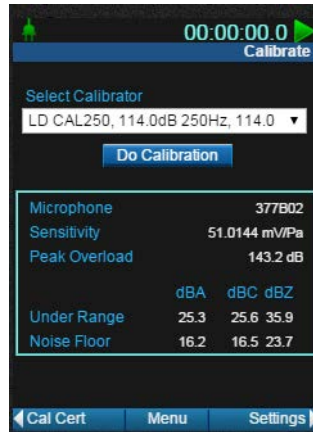 00:00:00.0
Calibrate
Select Calibrator
LD CAL250, 114.0dB 250Hz, 114.0
Do Calibration
Microphone 377B02
Sensitivity 51.0144 mV/Pa
Peak Overload 143.2 dB
dBA dBC dBZ
Under Range 25.3 25.6 35.9
Noise Floor 16.2 16.5 23.7
Cal Cert Menu Settings